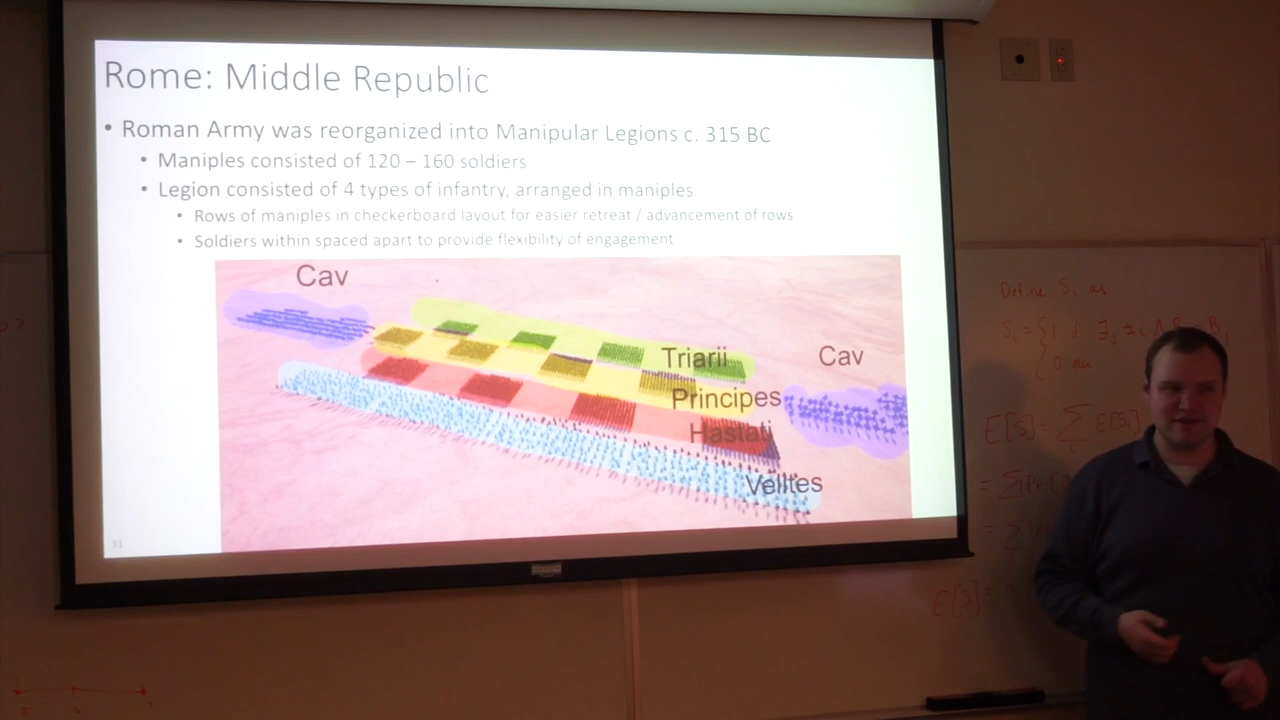 Rome: Middle Republic
• Roman Army was reorganized into Manipular Legions c. 315 BC
• Maniples consisted of 120 – 160 soldiers
• Legion consisted of 4 types of infantry, arranged in maniples
• Rows of maniples in checkerboard layout for easier retreat / advancement of rows
• Soldiers within spaced apart to provide flexibility of engagement
Cav
Triarii
Cav
Principes
Hastati
Velites
31
Define Si as
E[S] = ∑ E[Si]
E[S] =